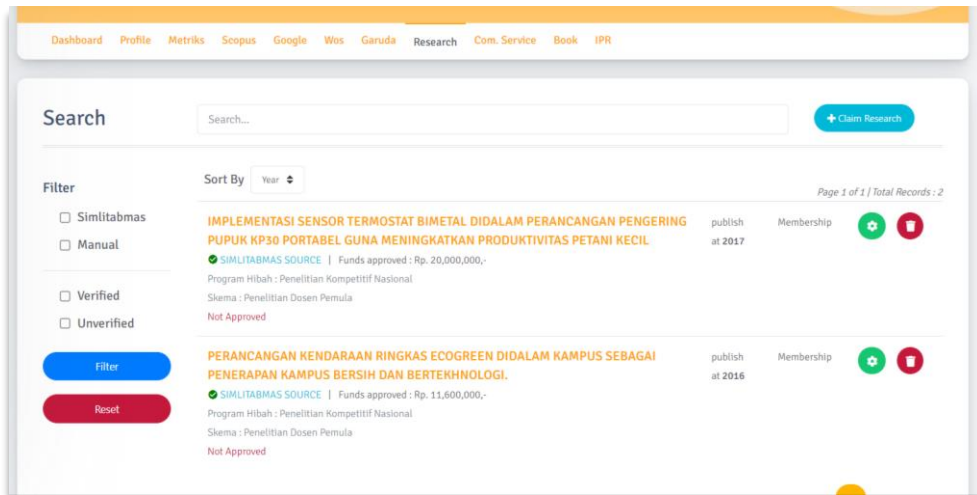 Dashboard Profile Metriks Scopus Google Wos Garuda Research Com. Service Book IPR
Search
Search...
Claim Research
Filter
Simlitabmas
Manual
Verified
Unverified
Filter
Reset
Sort By Year
Page 1 of 1 | Total Records : 2
IMPLEMENTASI SENSOR TERMOSTAT BIMETAL DIDALAM PERANCANGAN PENGERING
PUPUK KP30 PORTABEL GUNA MENINGKATKAN PRODUKTIVITAS PETANI KECIL
SIMLITABMAS SOURCE | Funds approved : Rp. 20,000,000,-
Program Hibah : Penelitian Kompetitif Nasional
Skema : Penelitian Dosen Pemula
Not Approved
publish
at 2017
Membership
PERANCANGAN KENDARAAN RINGKAS ECOGREEN DIDALAM KAMPUS SEBAGAI
PENERAPAN KAMPUS BERSIH DAN BERTEKHNOLOGI.
SIMLITABMAS SOURCE | Funds approved : Rp. 11,600,000,-
Program Hibah : Penelitian Kompetitif Nasional
Skema : Penelitian Dosen Pemula
Not Approved
publish
at 2016
Membership